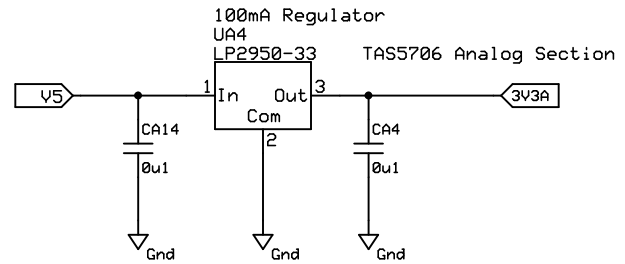 100mA Regulator
UA4
LP2950-33
TAS5706 Analog Section
V5
1
In
Out
3
3V3A
Com
2
CA14
0u1
CA4
0u1
Gnd
Gnd
Gnd